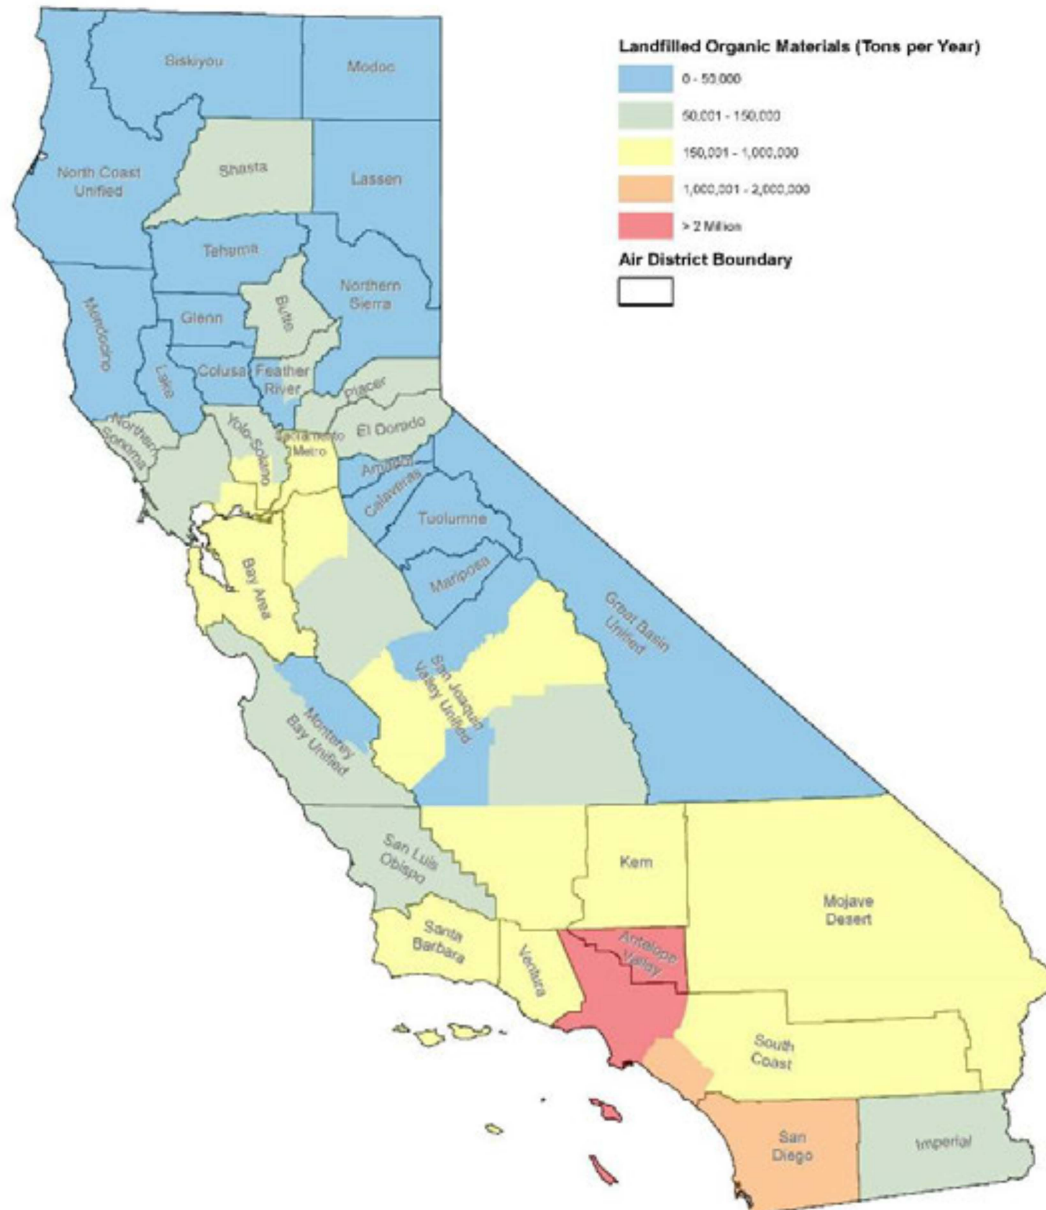 Landfilled Organic Materials (Tons per Year)
0 - 50,000
50,001 - 150,000
150,001 - 1,000,000
1,000,001 - 2,000,000
> 2 Million
Air District Boundary
Siskiyou
Modoc
North Coast
Unified
Shasta
Lassen
Tehama
Northern
Sierra
Butte
Mendocino
Glenn
Lake
Colusa
Feather
River
Placer
Northern
Sonoma
Yolo-Solano
El Dorado
Sacramento
Metro
Amador
Calaveras
Tuolumne
Mariposa
Bay Area
Great Basin
Unified
San Joaquin
Valley Unified
Monterey
Bay Unified
San Luis
Obispo
Kern
Mojave
Desert
Santa
Barbara
Ventura
Antelope
Valley
South
Coast
San
Diego
Imperial